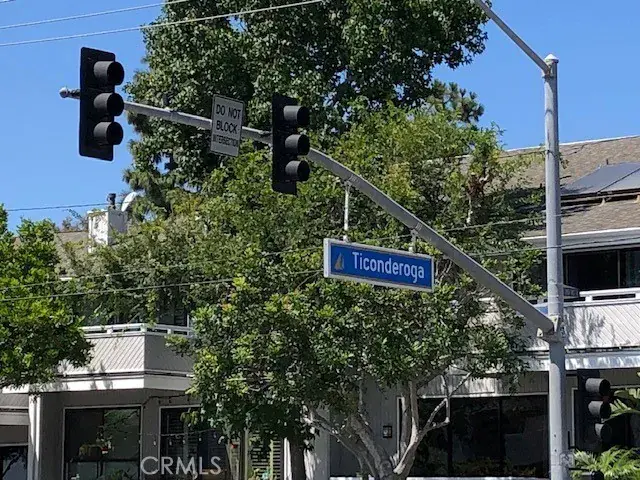 DO NOT
BLOCK
INTERSECTION
Ticonderoga
CRMLS